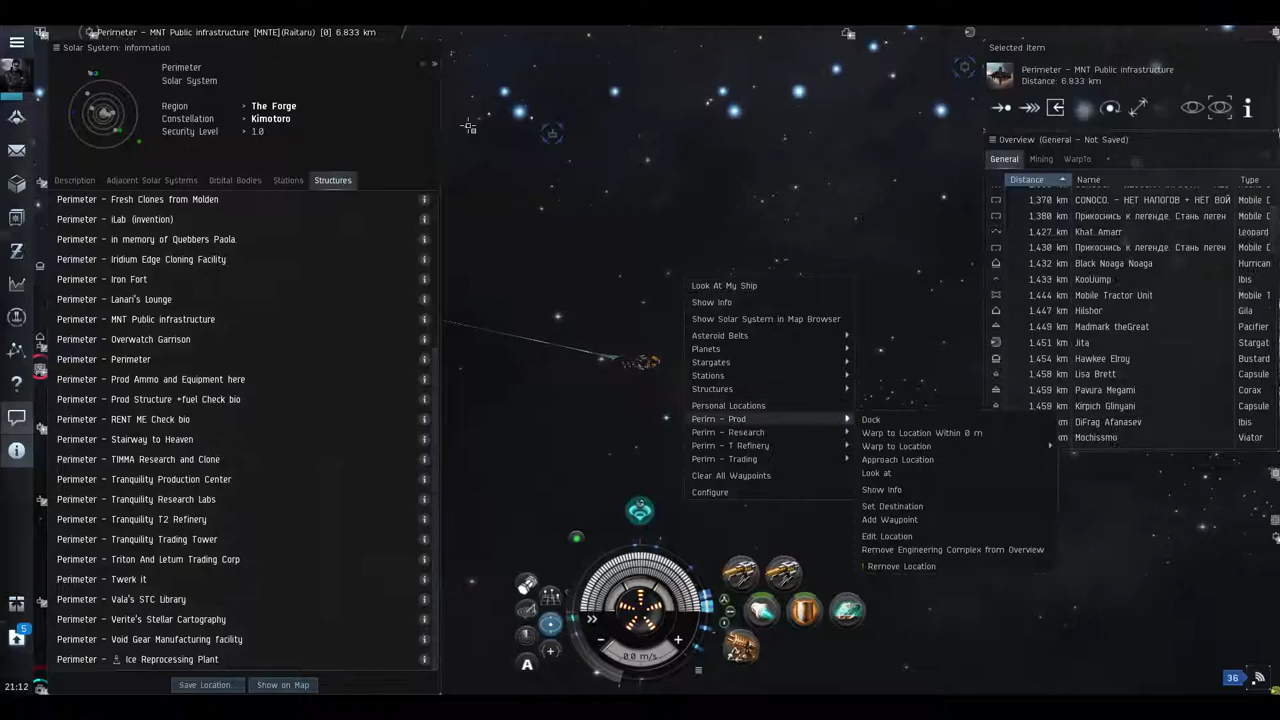 Perimeter - MNT Public infrastructure [MNTE](Raitaru) [0] 6.833 km
Solar System: Information
Perimeter
Solar System
Region > The Forge
Constellation > Kimotoro
Security Level > 1.0
Description Adjacent Solar Systems Orbital Bodies Stations Structures
Perimeter - Fresh Clones from Molden
Perimeter - iLab (invention)
Perimeter - in memory of Quebbers Paola.
Perimeter - Iridium Edge Cloning Facility
Perimeter - Iron Fort
Perimeter - Lanari's Lounge
Perimeter - MNT Public infrastructure
Perimeter - Overwatch Garrison
Perimeter - Perimeter
Perimeter - Prod Ammo and Equipment here
Perimeter - Prod Structure +fuel Check bio
Perimeter - RENT ME Check bio
Perimeter - Stairway to Heaven
Perimeter - TIMMA Research and Clone
Perimeter - Tranquility Production Center
Perimeter - Tranquility Research Labs
Perimeter - Tranquility T2 Refinery
Perimeter - Tranquility Trading Tower
Perimeter - Triton And Letum Trading Corp
Perimeter - Twerk it
Perimeter - Vala's STC Library
Perimeter - Verite's Stellar Cartography
Perimeter - Void Gear Manufacturing facility
Perimeter - Ice Reprocessing Plant
Save Location... Show on Map
5
21:12
Look At My Ship
Show Info
Show Solar System in Map Browser
Asteroid Belts
Planets
Stargates
Stations
Structures
Personal Locations
Perim - Prod
Perim - Research
Perim - T Refinery
Perim - Trading
Clear All Waypoints
Configure
Dock
Warp to Location Within 0 m
Warp to Location
Approach Location
Look at
Show Info
Set Destination
Add Waypoint
Edit Location
Remove Engineering Complex from Overview
! Remove Location
A
0.0 m/s
Selected Item
Perimeter - MNT Public infrastructure
Distance: 6,833 km
Overview (General - Not Saved)
General Mining WarpTo +
Distance Name Type
1,370 km CONOCO. - НЕТ НАЛОГОВ + НЕТ ВОЙ Mobile D
1,380 km Прикоснись к легенде. Стань леген Mobile D
1,427 km Khat Amarr Leopard
1,430 km Прикоснись к легенде. Стань леген Mobile D
1,432 km Black Noaga Noaga Hurrican
1,433 km KoolJump Ibis
1,444 km Mobile Tractor Unit Mobile T
1,447 km Hilshor Gila
1,449 km Madmark theGreat Pacifier
1,451 km Jita Stargat
1,454 km Hawkee Elroy Bustard
1,458 km Lisa Brett Capsule
1,459 km Pavura Megami Corax
1,459 km Kirpich Glinyani Capsule
DiFrag Afanasev Ibis
Mochissmo Viator
36